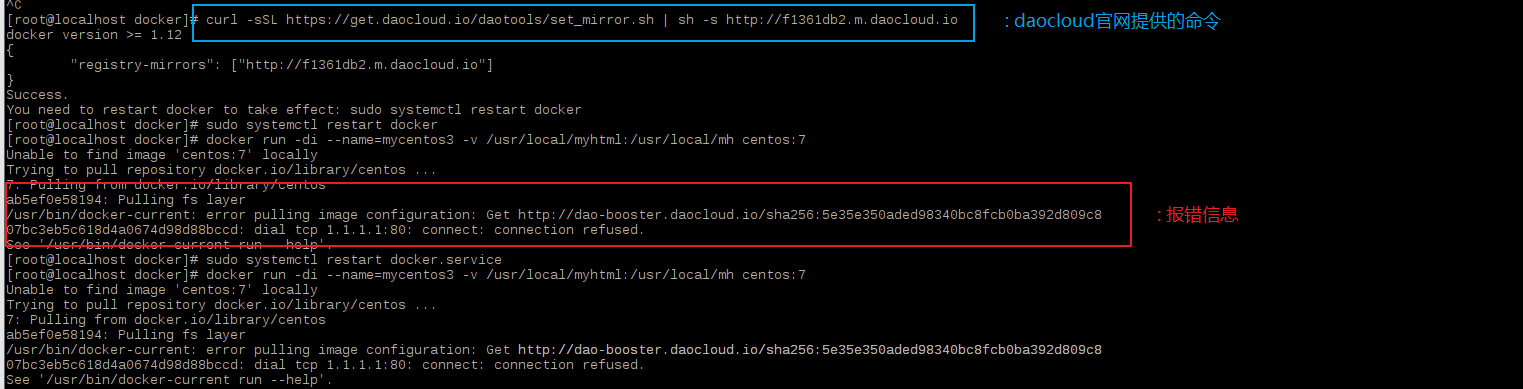 ^C
[root@localhost docker]# curl -sSL https://get.daocloud.io/daotools/set_mirror.sh | sh -s http://f1361db2.m.daocloud.io
: daocloud官网提供的命令
docker version >= 1.12
{
"registry-mirrors": ["http://f1361db2.m.daocloud.io"]
}
Success.
You need to restart docker to take effect: sudo systemctl restart docker
[root@localhost docker]# sudo systemctl restart docker
[root@localhost docker]# docker run -di --name=mycentos3 -v /usr/local/myhtml:/usr/local/mh centos:7
Unable to find image 'centos:7' locally
Trying to pull repository docker.io/library/centos ...
7: Pulling from docker.io/library/centos
ab5ef0e58194: Pulling fs layer
/usr/bin/docker-current: error pulling image configuration: Get http://dao-booster.daocloud.io/sha256:5e35e350aded98340bc8fcb0ba392d809c8
: 报错信息
07bc3eb5c618d4a0674d98d88bccd: dial tcp 1.1.1.1:80: connect: connection refused.
See '/usr/bin/docker-current run --help'.
[root@localhost docker]# sudo systemctl restart docker.service
[root@localhost docker]# docker run -di --name=mycentos3 -v /usr/local/myhtml:/usr/local/mh centos:7
Unable to find image 'centos:7' locally
Trying to pull repository docker.io/library/centos ...
7: Pulling from docker.io/library/centos
ab5ef0e58194: Pulling fs layer
/usr/bin/docker-current: error pulling image configuration: Get http://dao-booster.daocloud.io/sha256:5e35e350aded98340bc8fcb0ba392d809c8
07bc3eb5c618d4a0674d98d88bccd: dial tcp 1.1.1.1:80: connect: connection refused.
See '/usr/bin/docker-current run --help'.